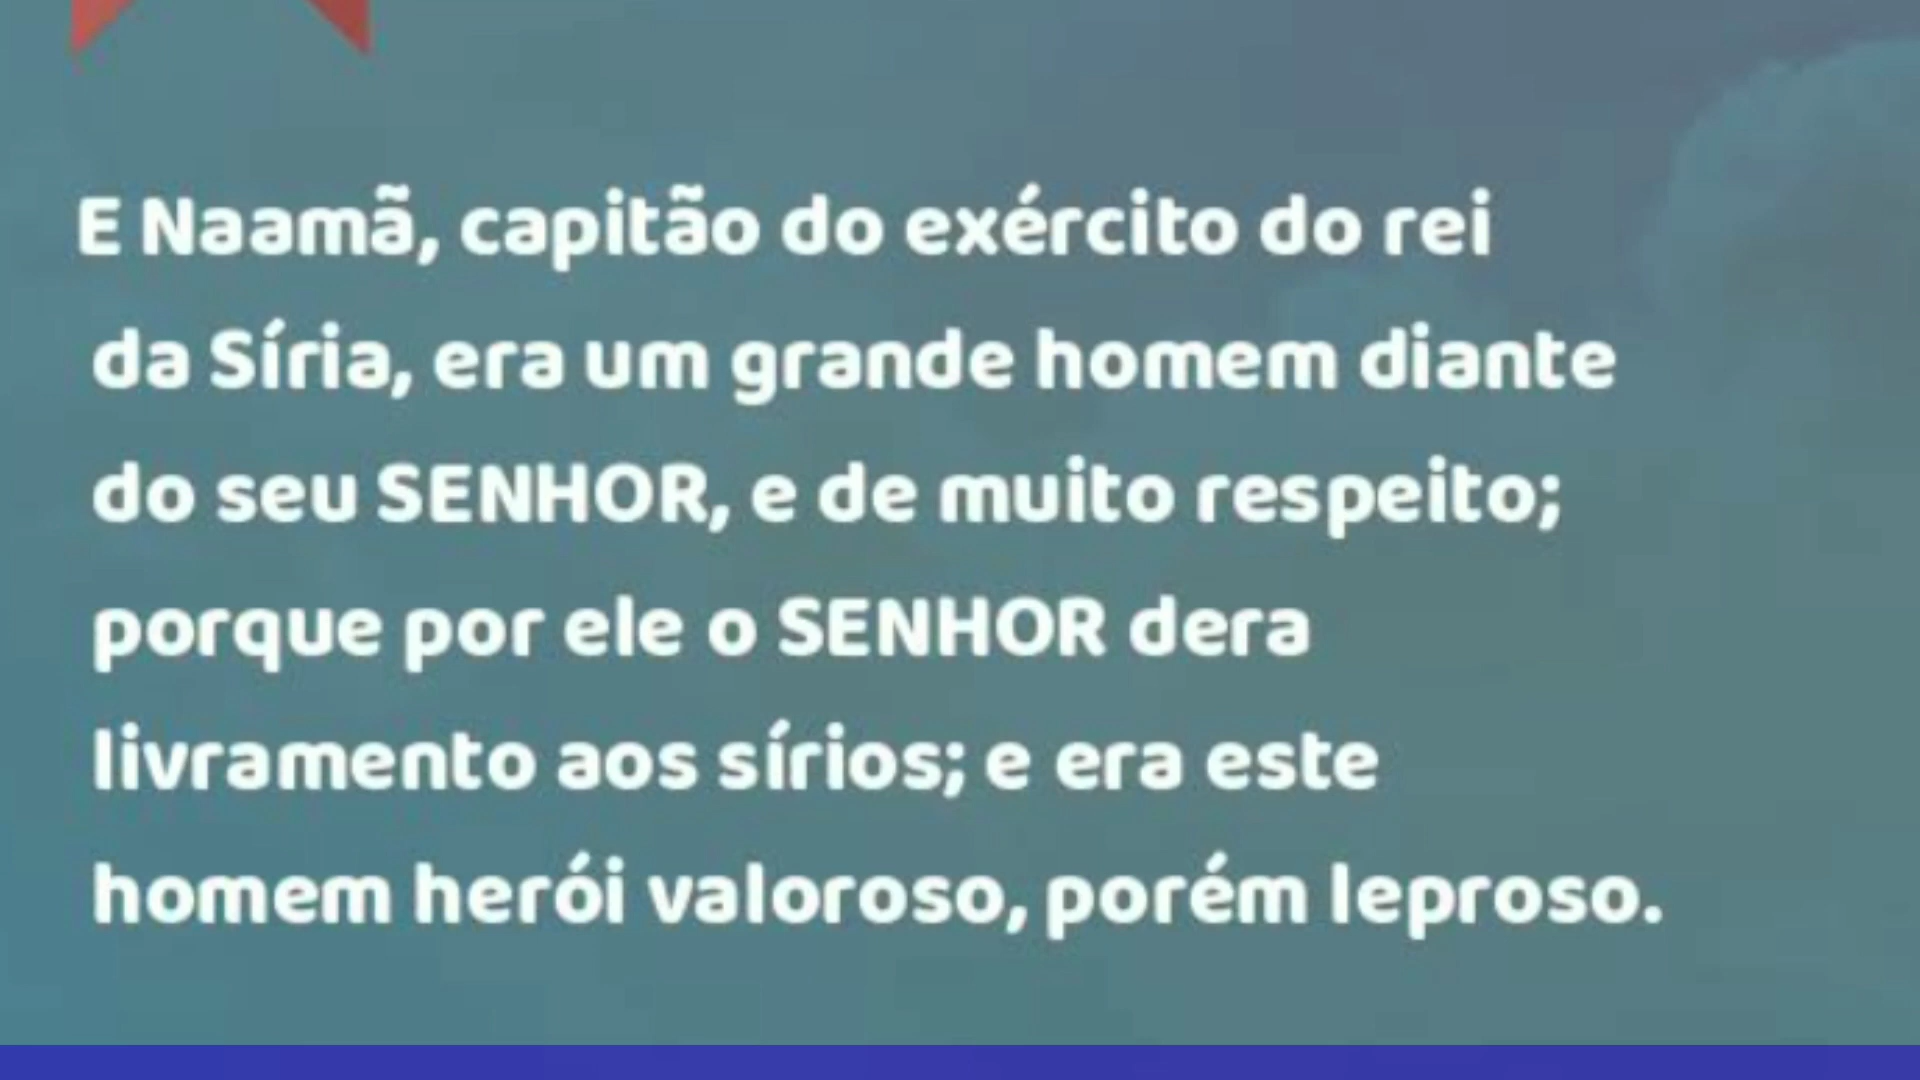 E Naamã, capitão do exército do rei
da Síria, era um grande homem diante
do seu SENHOR, e de muito respeito;
porque por ele o SENHOR dera
livramento aos sírios; e era este
homem herói valoroso, porém leproso.